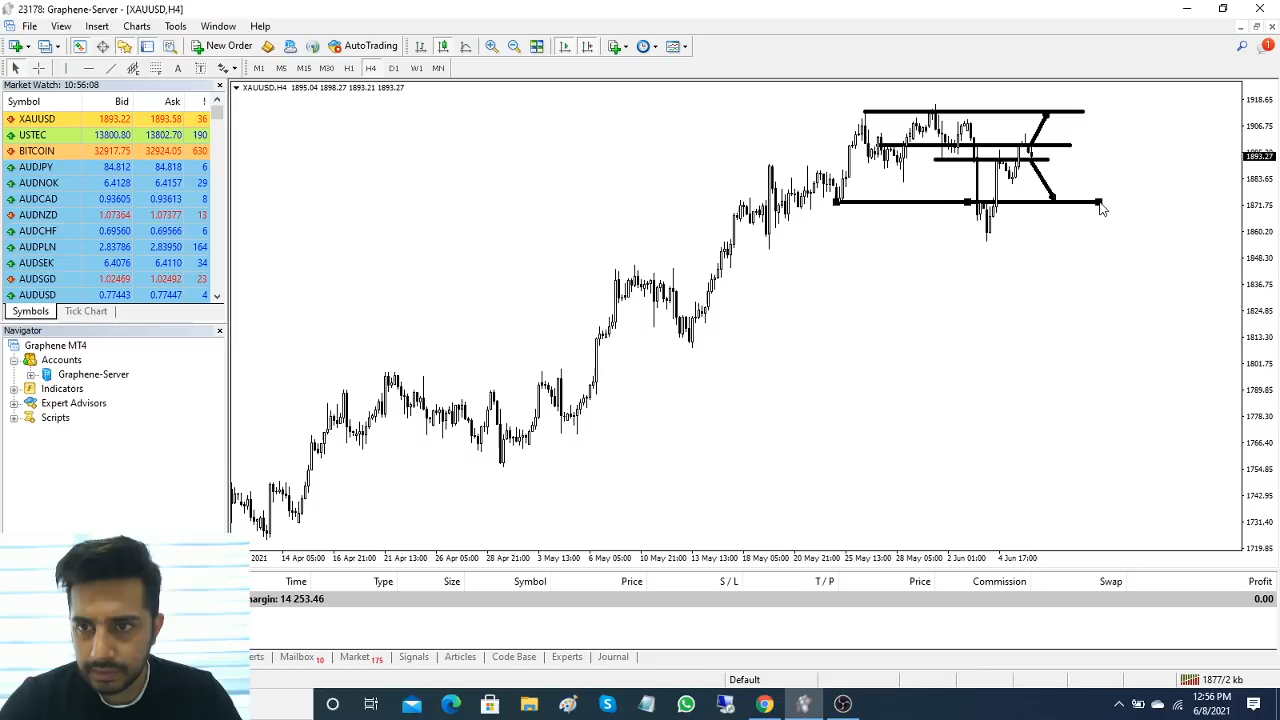 23178: Graphene-Server - [XAUUSD,H4]
File View Insert Charts Tools Window Help
New Order AutoTrading
A T M1 M5 M15 M30 H1 H4 D1 W1 MN
Market Watch: 10:56:08
Symbol Bid Ask !
XAUUSD 1893.22 1893.58 36
USTEC 13800.80 13802.70 190
BITCOIN 32917.75 32924.05 630
AUDJPY 84.812 84.818 6
AUDNOK 6.4128 6.4157 29
AUDCAD 0.93605 0.93613 8
AUDNZD 1.07364 1.07377 13
AUDCHF 0.69560 0.69566 6
AUDPLN 2.83786 2.83950 164
AUDSEK 6.4076 6.4110 34
AUDSGD 1.02469 1.02492 23
AUDUSD 0.77443 0.77447 4
Symbols Tick Chart
Navigator
Graphene MT4
Accounts
Graphene-Server
Indicators
Expert Advisors
Scripts
XAUUSD,H4 1895.04 1898.27 1893.21 1893.27
1918.65
1906.75
1893.27
1883.65
1871.75
1860.20
1848.30
1836.75
1824.85
1813.30
1801.75
1789.85
1778.30
1766.40
1754.85
1742.95
1731.40
1719.85
2021 14 Apr 05:00 16 Apr 21:00 21 Apr 13:00 26 Apr 05:00 28 Apr 21:00 3 May 13:00 6 May 05:00 10 May 21:00 13 May 13:00 18 May 05:00 20 May 21:00 25 May 13:00 28 May 05:00 2 Jun 01:00 4 Jun 17:00
Time Type Size Symbol Price S / L T / P Price Commission Swap Profit
margin: 14 253.46 0.00
erts Mailbox 10 Market 175 Signals Articles Code Base Experts Journal
Default 1877/2 kb
12:56 PM
6/8/2021